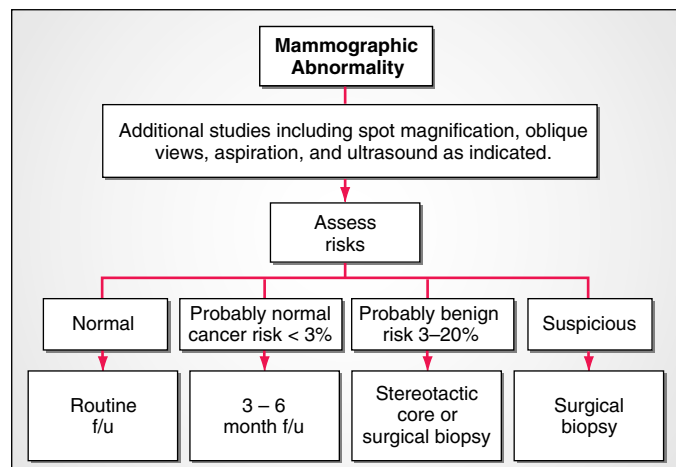 Mammographic
Abnormality
Additional studies including spot magnification, oblique
views, aspiration, and ultrasound as indicated.
Assess
risks
Normal
Probably normal
cancer risk < 3%
Probably benign
risk 3–20%
Suspicious
Routine
f/u
3 – 6
month f/u
Stereotactic
core or
surgical biopsy
Surgical
biopsy